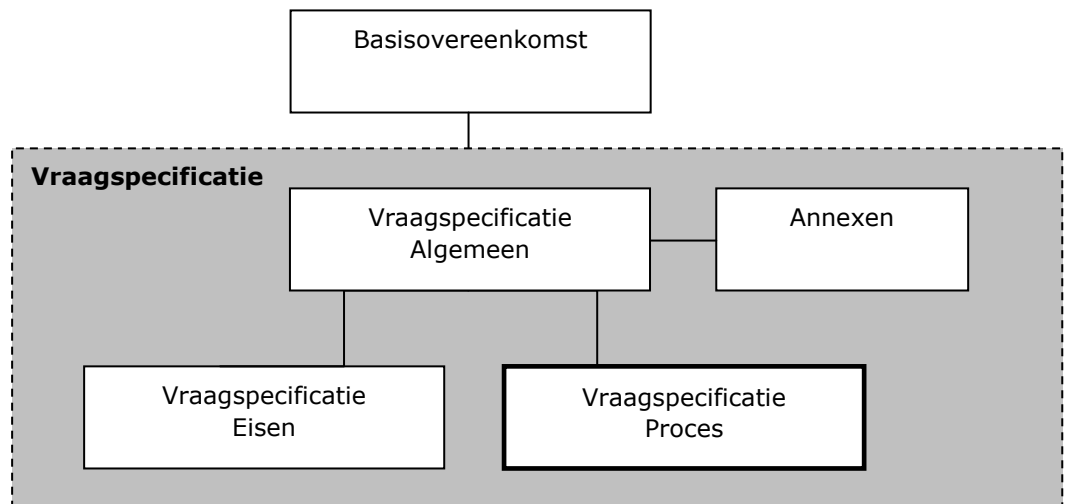 Basisovereenkomst
Vraagspecificatie
Vraagspecificatie
Algemeen
Annexen
Vraagspecificatie
Eisen
Vraagspecificatie
Proces